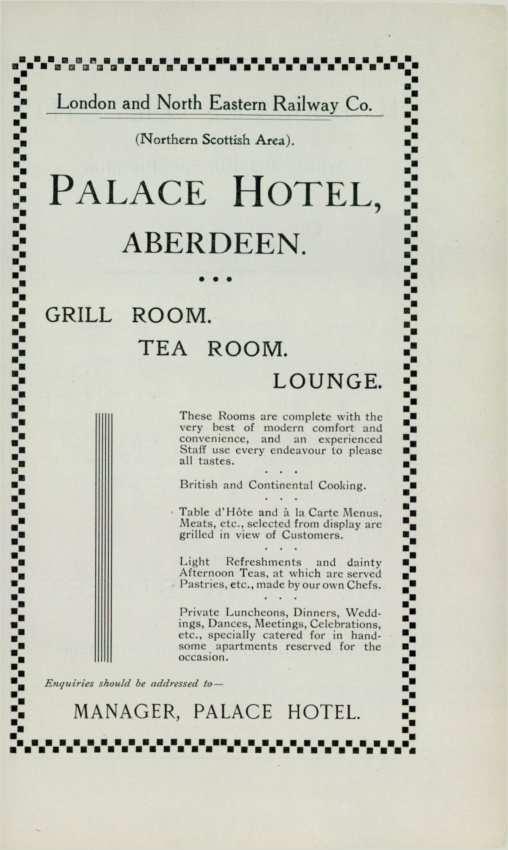 London and North Eastern Railway Co.
(Northern Scottish Area).
PALACE HOTEL,
ABERDEEN.
GRILL ROOM.
TEA ROOM.
LOUNGE.
These Rooms are complete with the
very best of modern comfort and
convenience, and an experienced
Staff use every endeavour to please
all tastes.
British and Continental Cooking.
Table d'Hôte and à la Carte Menus.
Meats, etc., selected from display are
grilled in view of Customers.
Light Refreshments and dainty
Afternoon Teas, at which are served
Pastries, etc., made by our own Chefs.
Private Luncheons, Dinners, Wedd-
ings, Dances, Meetings, Celebrations,
etc., specially catered for in hand-
some apartments reserved for the
occasion.
Enquiries should be addressed to—
MANAGER, PALACE HOTEL.